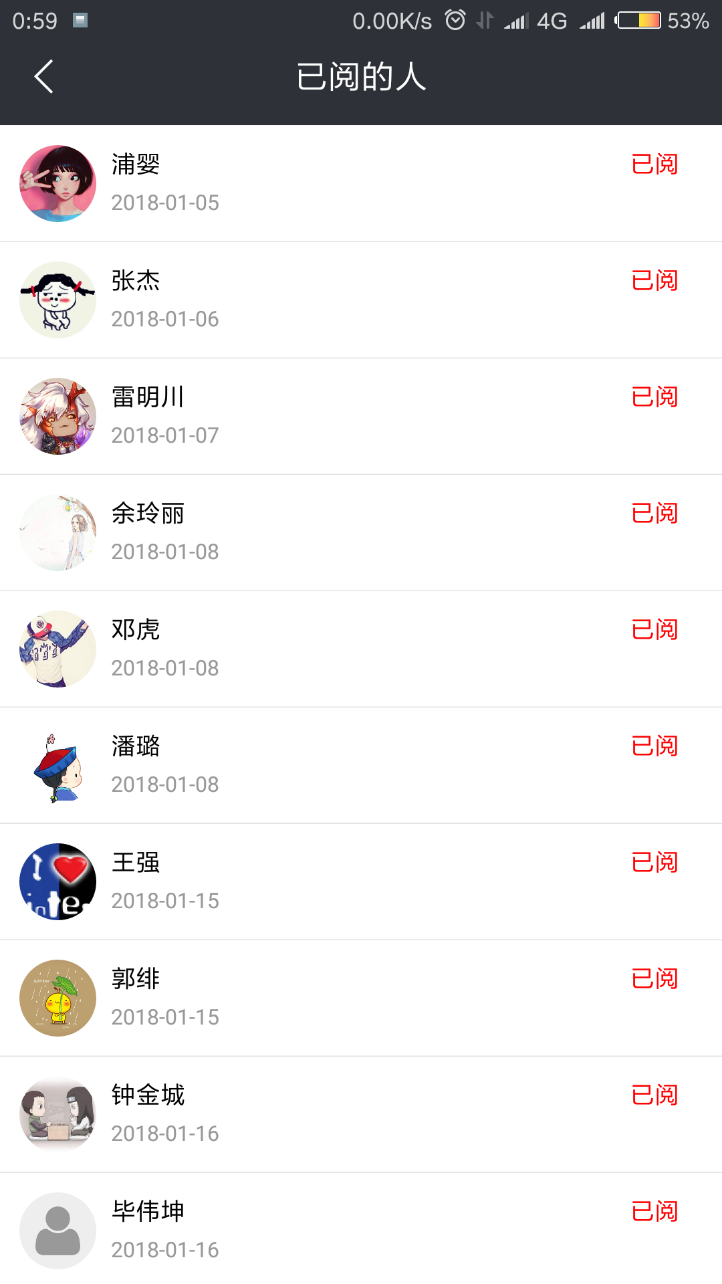 0:59 0.00K/s 4G 53%
已阅的人
浦婴 已阅
2018-01-05
张杰 已阅
2018-01-06
雷明川 已阅
2018-01-07
余玲丽 已阅
2018-01-08
邓虎 已阅
2018-01-08
潘璐 已阅
2018-01-08
王强 已阅
2018-01-15
I
inter
郭绯 已阅
2018-01-15
钟金城 已阅
2018-01-16
毕伟坤 已阅
2018-01-16